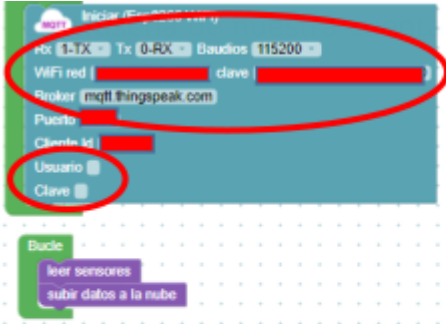 MQTT Iniciar (Esp8266 WiFi)
Rx 1-TX Tx 0-RX Baudios 115200
WiFi red clave
Broker mqtt.thingspeak.com
Puerto
Cliente Id
Usuario
Clave
Bucle
leer sensores
subir datos a la nube